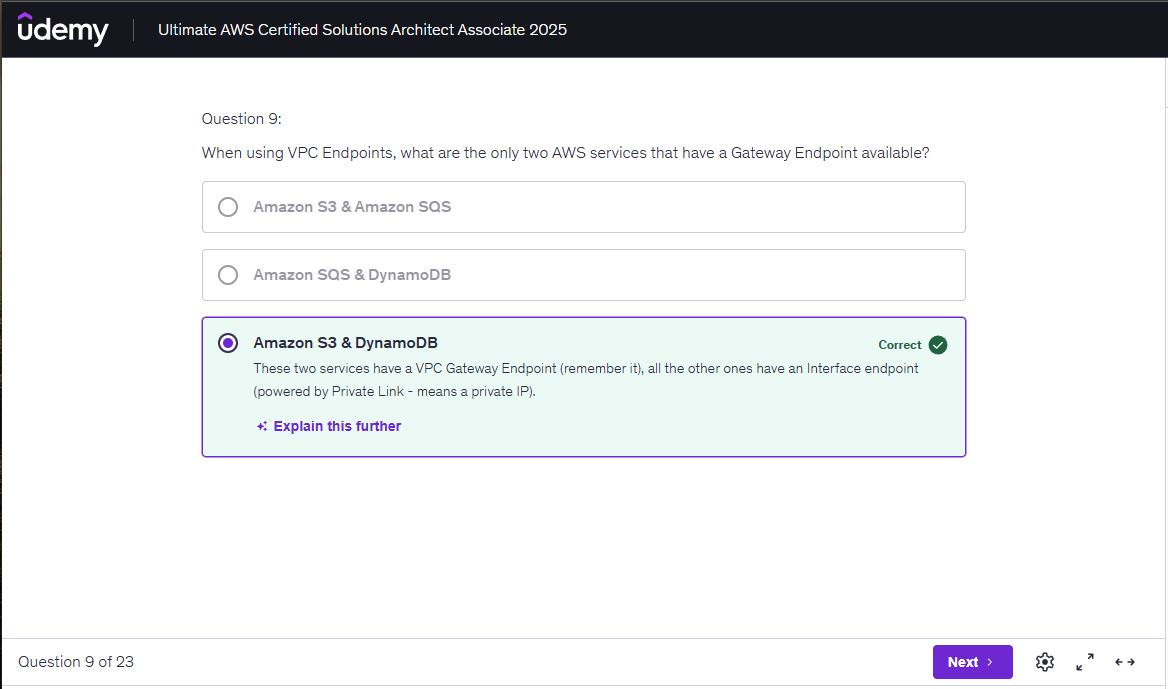 udemy
Ultimate AWS Certified Solutions Architect Associate 2025
Question 9:
When using VPC Endpoints, what are the only two AWS services that have a Gateway Endpoint available?
Amazon S3 & Amazon SQS
Amazon SQS & DynamoDB
Amazon S3 & DynamoDB
Correct
These two services have a VPC Gateway Endpoint (remember it), all the other ones have an Interface endpoint
(powered by Private Link - means a private IP).
Explain this further
Question 9 of 23
Next